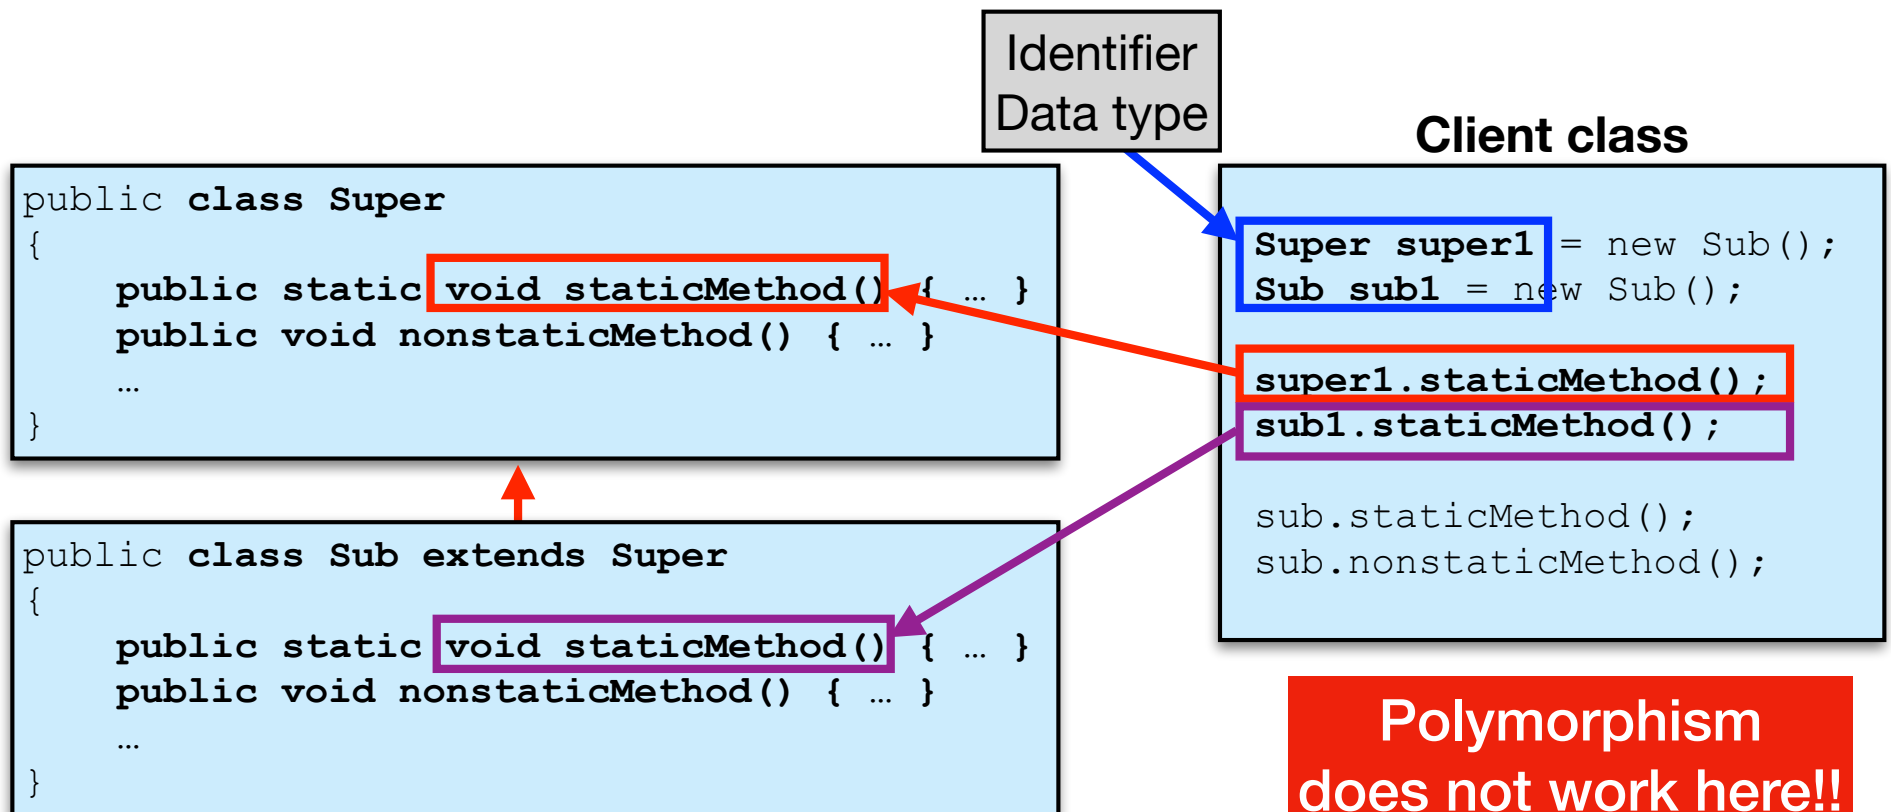 Identifier
Data type
Client class
public class Super
{
public static void staticMethod() { … }
public void nonstaticMethod() { … }
…
}
public class Sub extends Super
{
public static void staticMethod() { … }
public void nonstaticMethod() { … }
…
}
Super super1 = new Sub();
Sub sub1 = new Sub();
super1.staticMethod();
sub1.staticMethod();
sub.staticMethod();
sub.nonstaticMethod();
Polymorphism
does not work here!!